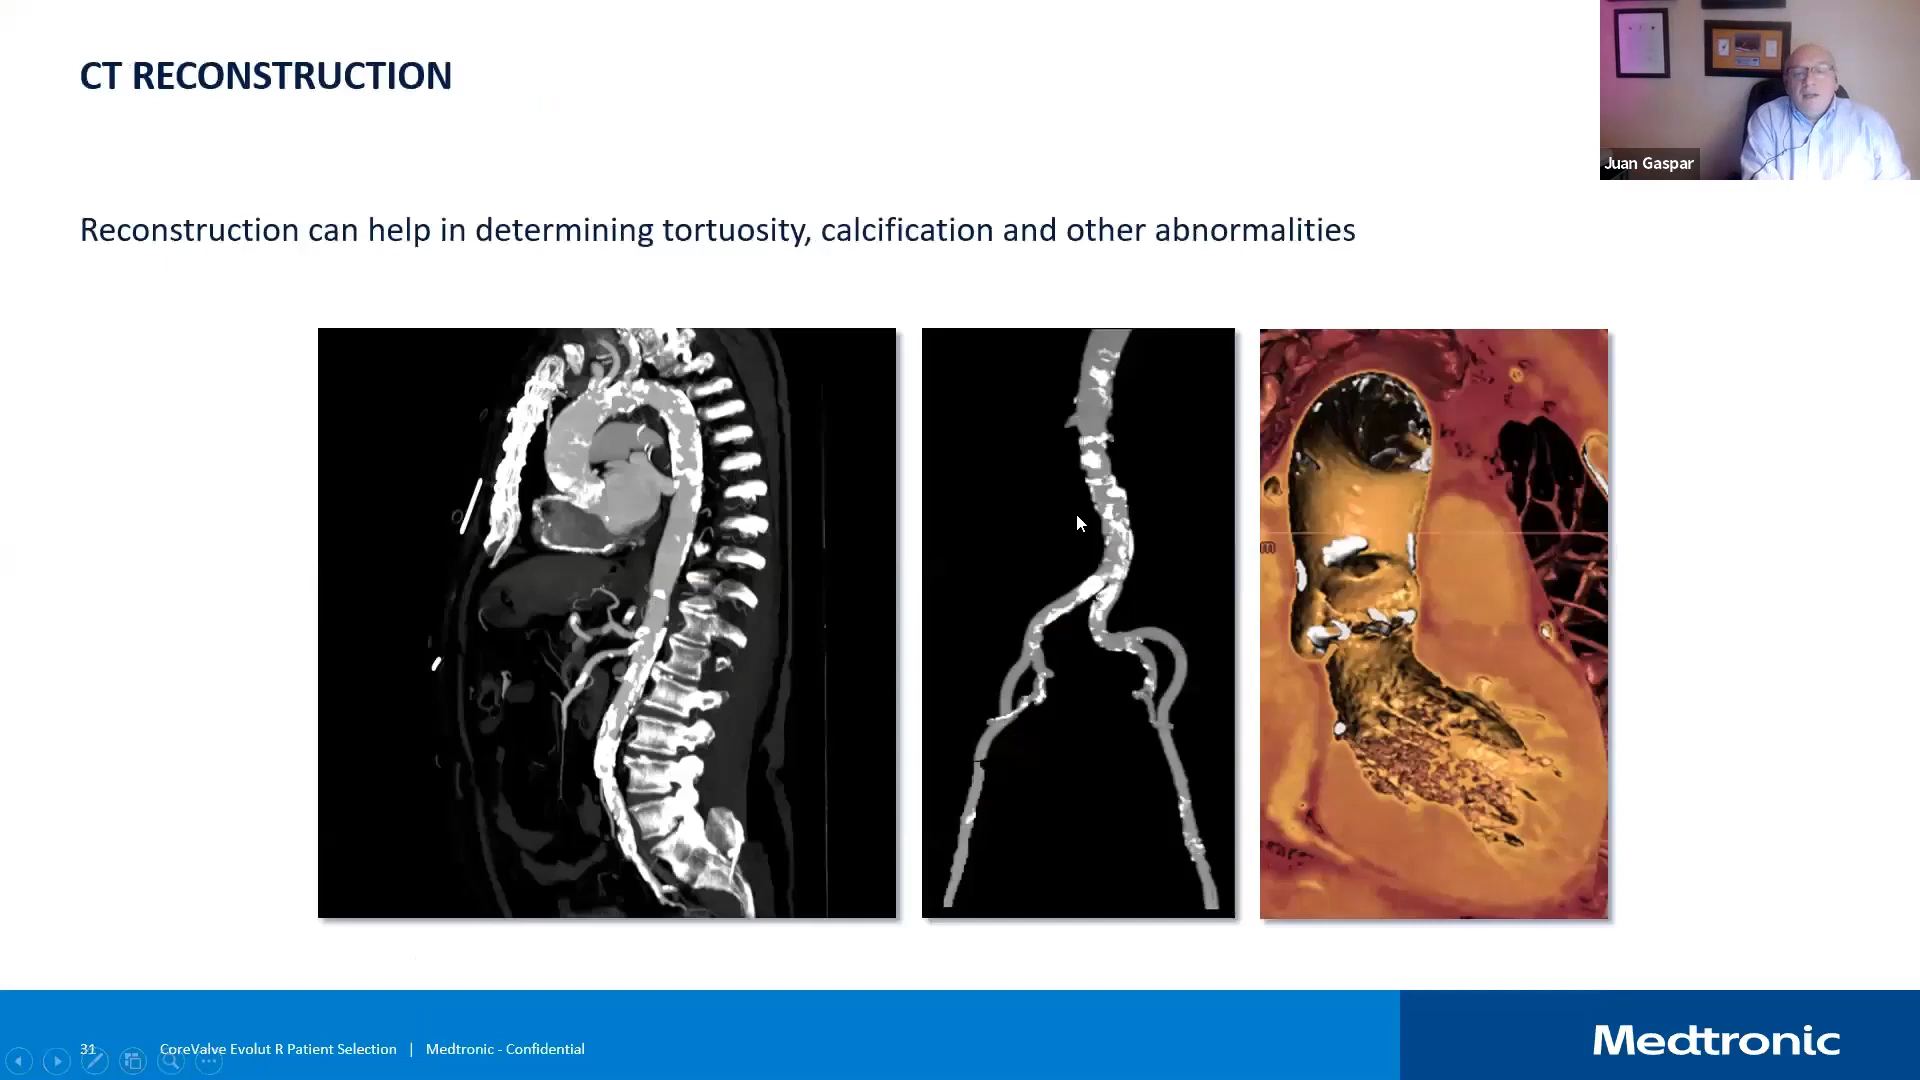 CT RECONSTRUCTION
Juan Gaspar
Reconstruction can help in determining tortuosity, calcification and other abnormalities
m
31
CoreValve Evolut R Patient Selection | Medtronic - Confidential
Medtronic